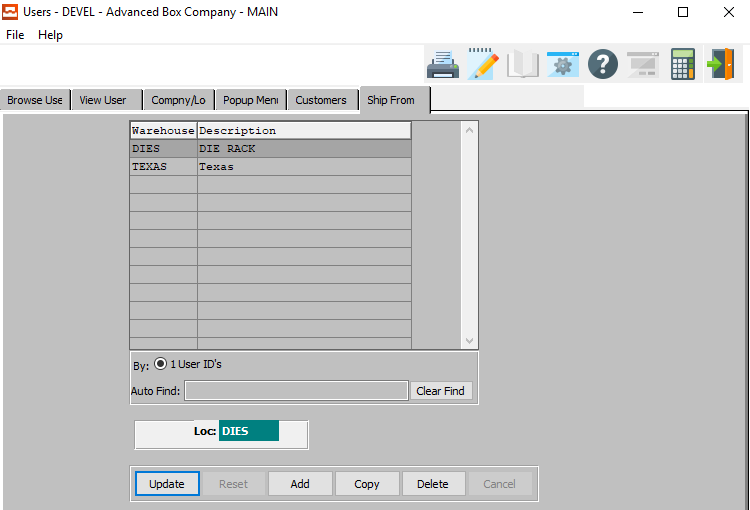 Users - DEVEL - Advanced Box Company - MAIN
File Help
Browse Use View User Compny/Lo Popup Menu Customers Ship From
Warehouse Description
DIES DIE RACK
TEXAS Texas
By: 1 User ID's
Auto Find: Clear Find
Loc: DIES
Update Reset Add Copy Delete Cancel